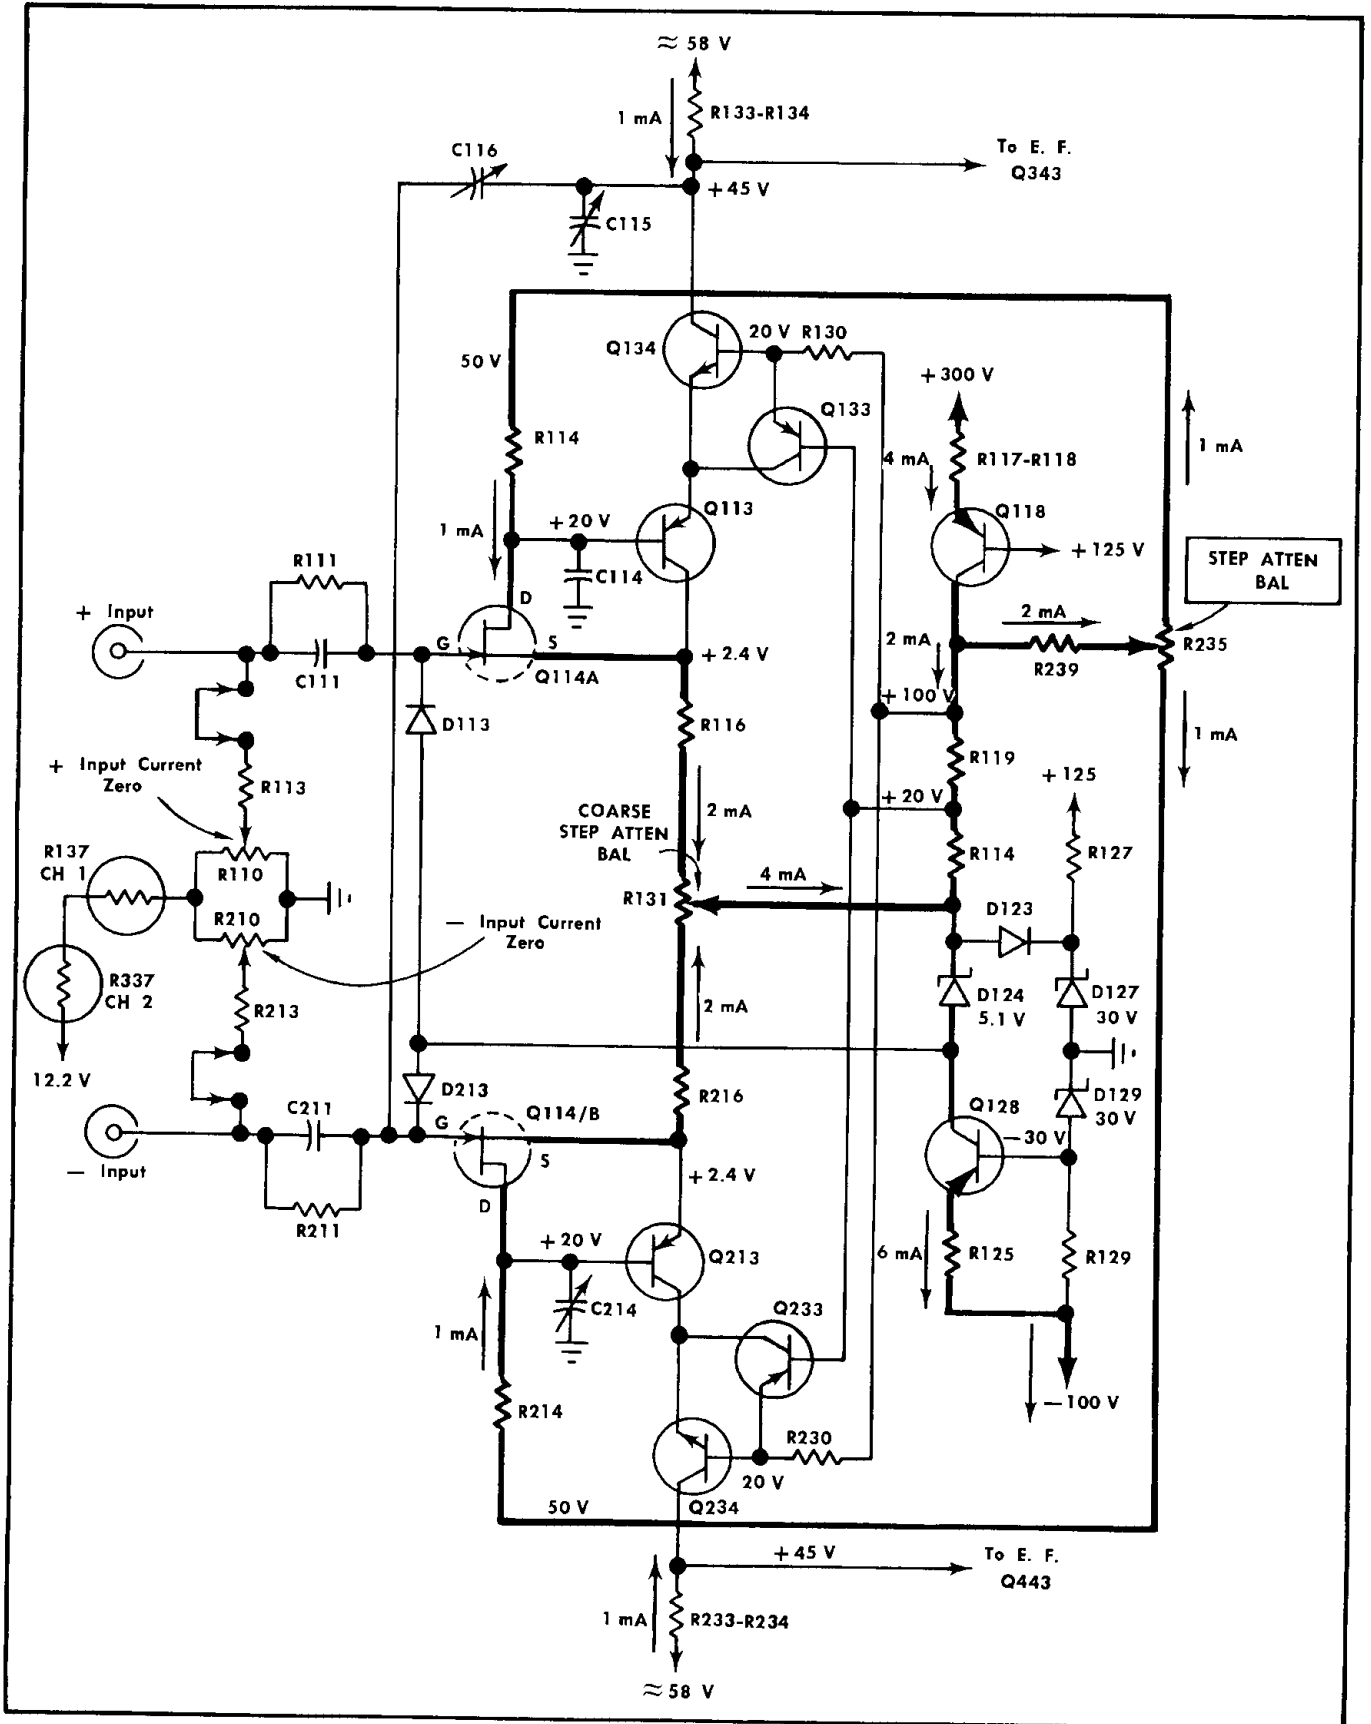 ≈ 58 V
1 mA
R133-R134
To E. F.
Q343
C116
+45 V
C115
Q134
20 V
R130
50 V
+300 V
Q133
R114
4 mA
R117-R118
1 mA
Q113
Q118
1 mA
+20 V
+125 V
STEP ATTEN
BAL
R111
C114
D
+ Input
G
S
2 mA
2 mA
+2.4 V
R235
Q114A
R239
C111
+100 V
D113
R116
1 mA
R119
+ Input Current
Zero
+125
R113
2 mA
+20 V
COARSE
STEP ATTEN
BAL
R137
CH 1
R114
R127
R110
4 mA
R131
R210
D123
— Input Current
Zero
R337
CH 2
D124
5.1 V
D127
30 V
R213
2 mA
12.2 V
D213
R216
D129
30 V
C211
Q114/B
Q128
—30 V
G
— Input
S
+2.4 V
D
R211
+20 V
Q213
6 mA
R125
R129
C214
Q233
1 mA
—100 V
R214
R230
20 V
50 V
Q234
+45 V
To E. F.
Q443
1 mA
R233-R234
≈58 V